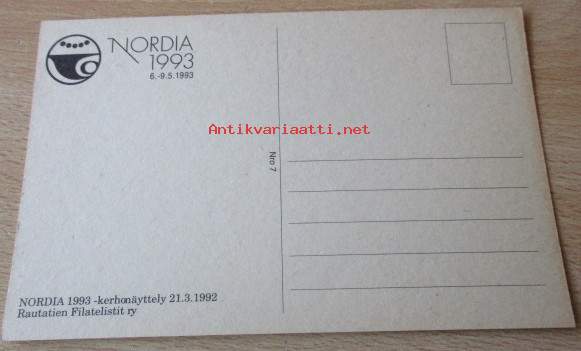 NORDIA
1993
6.-9.5.1993
Antikvariaatti.net
Nro 7
NORDIA 1993 -kerhonäyttely 21.3.1992
Rautatien Filatelistit ry